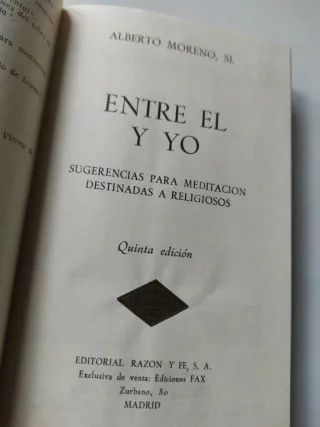 ALBERTO MORENO, SI.
ENTRE EL
Y YO
SUGERENCIAS PARA MEDITACION
DESTINADAS A RELIGIOSOS
Quinta edición
EDITORIAL RAZON Y FE, S. A.
Exclusiva de venta: Ediciones FAX
Zurbano, 80
MADRID